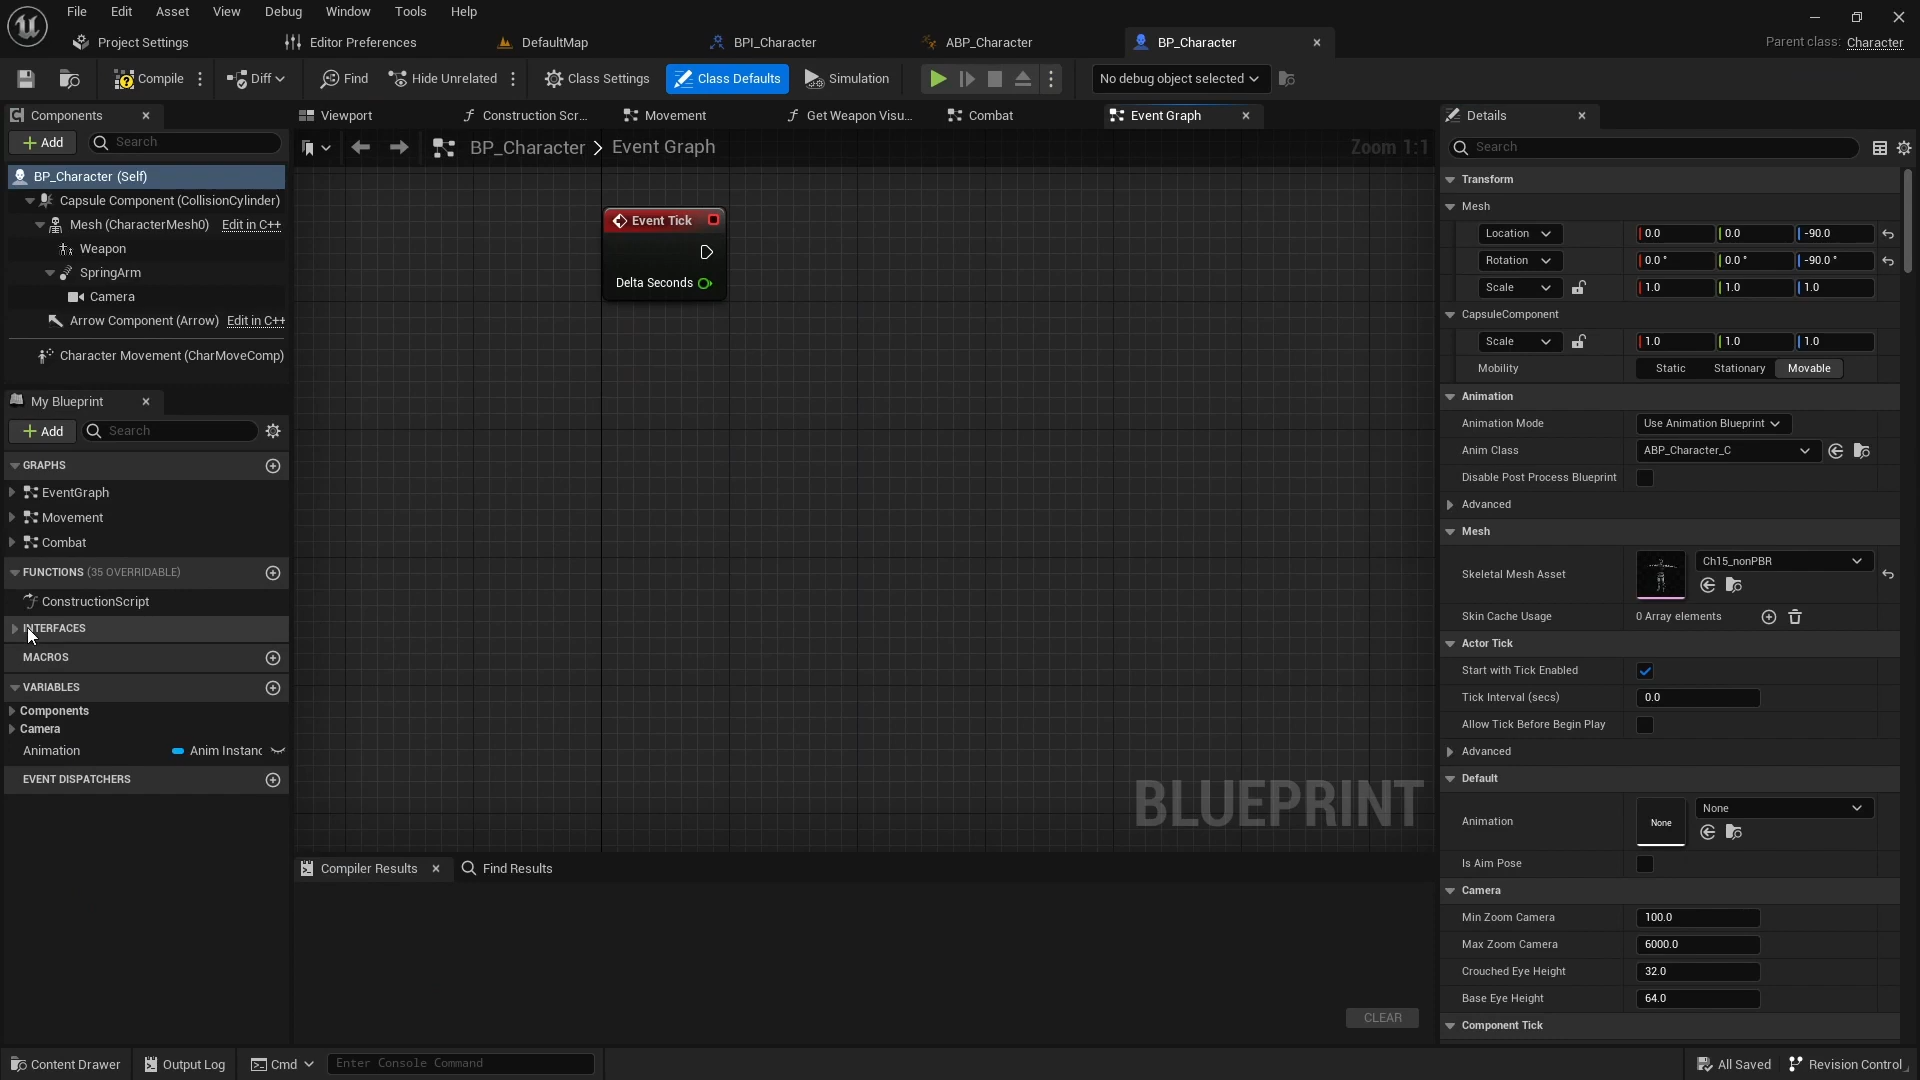 File Edit Asset View Debug Window Tools Help
Project Settings Editor Preferences DefaultMap BPI_Character ABP_Character BP_Character Parent class: Character
Compile Diff Find Hide Unrelated Class Settings Class Defaults Simulation No debug object selected
Components
Add Search
BP_Character (Self)
Capsule Component (CollisionCylinder)
Mesh (CharacterMesh0) Edit in C++
Weapon
SpringArm
Camera
Arrow Component (Arrow) Edit in C++
Character Movement (CharMoveComp)
My Blueprint
Add Search
GRAPHS
EventGraph
Movement
Combat
FUNCTIONS (35 OVERRIDABLE)
ConstructionScript
INTERFACES
MACROS
VARIABLES
Components
Camera
Animation Anim Instanc
EVENT DISPATCHERS
Viewport Construction Scr... Movement Get Weapon Visu... Combat Event Graph
BP_Character > Event Graph Zoom 1:1
Event Tick
Delta Seconds
BLUEPRINT
Compiler Results Find Results
CLEAR
Details
Search
Transform
Mesh
Location 0.0 0.0 -90.0
Rotation 0.0 ° 0.0 ° -90.0 °
Scale 1.0 1.0 1.0
CapsuleComponent
Scale 1.0 1.0 1.0
Mobility Static Stationary Movable
Animation
Animation Mode Use Animation Blueprint
Anim Class ABP_Character_C
Disable Post Process Blueprint
Advanced
Mesh
Skeletal Mesh Asset Ch15_nonPBR
Skin Cache Usage 0 Array elements
Actor Tick
Start with Tick Enabled
Tick Interval (secs) 0.0
Allow Tick Before Begin Play
Advanced
Default
Animation None None
Is Aim Pose
Camera
Min Zoom Camera 100.0
Max Zoom Camera 6000.0
Crouched Eye Height 32.0
Base Eye Height 64.0
Component Tick
Content Drawer Output Log Cmd Enter Console Command All Saved Revision Control